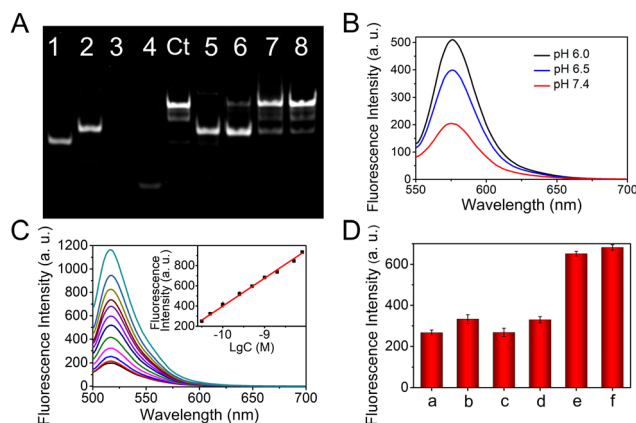 A
1 2 3 4 Ct 5 6 7 8
B
Fluorescence Intensity (a. u.)
500
400
300
200
100
0
pH 6.0
pH 6.5
pH 7.4
550 600 650 700
Wavelength (nm)
C
Fluorescence Intensity (a. u.)
1200
1000
800
600
400
200
0
500 550 600 650 700
Wavelength (nm)
Fluorescence
Intensity (a. u.)
800
600
400
200
-10 -9
LgC (M)
D
Fluorescence Intensity (a. u.)
600
400
200
0
a b c d e f